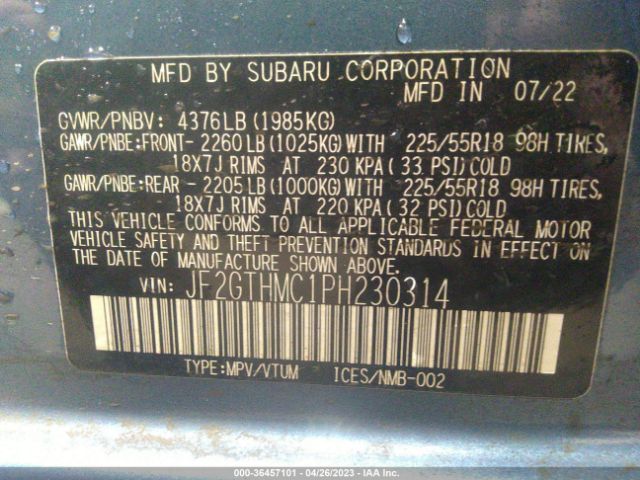 MFD BY SUBARU CORPORATION
MFD IN 07/22
GVWR/PNBV: 4376LB (1985KG)
GAWR/PNBE:FRONT- 2260LB (1025KG)WITH 225/55R18 98H TIRES,
18X7J RIMS AT 230 KPA (33 PSI)COLD
GAWR/PNBE:REAR - 2205LB (1000KG)WITH 225/55R18 98H TIRES,
18X7J RIMS AT 220 KPA (32 PSI)COLD
THIS VEHICLE CONFORMS TO ALL APPLICABLE FEDERAL MOTOR
VEHICLE SAFETY AND THEFT PREVENTION STANDARDS IN EFFECT ON
THE DATE OF MANUFACTURE SHOWN ABOVE.
VIN: JF2GTHMC1PH230314
TYPE:MPV/VTUM ICES/NMB-002
000-36457101 - 04/26/2023 - IAA Inc.